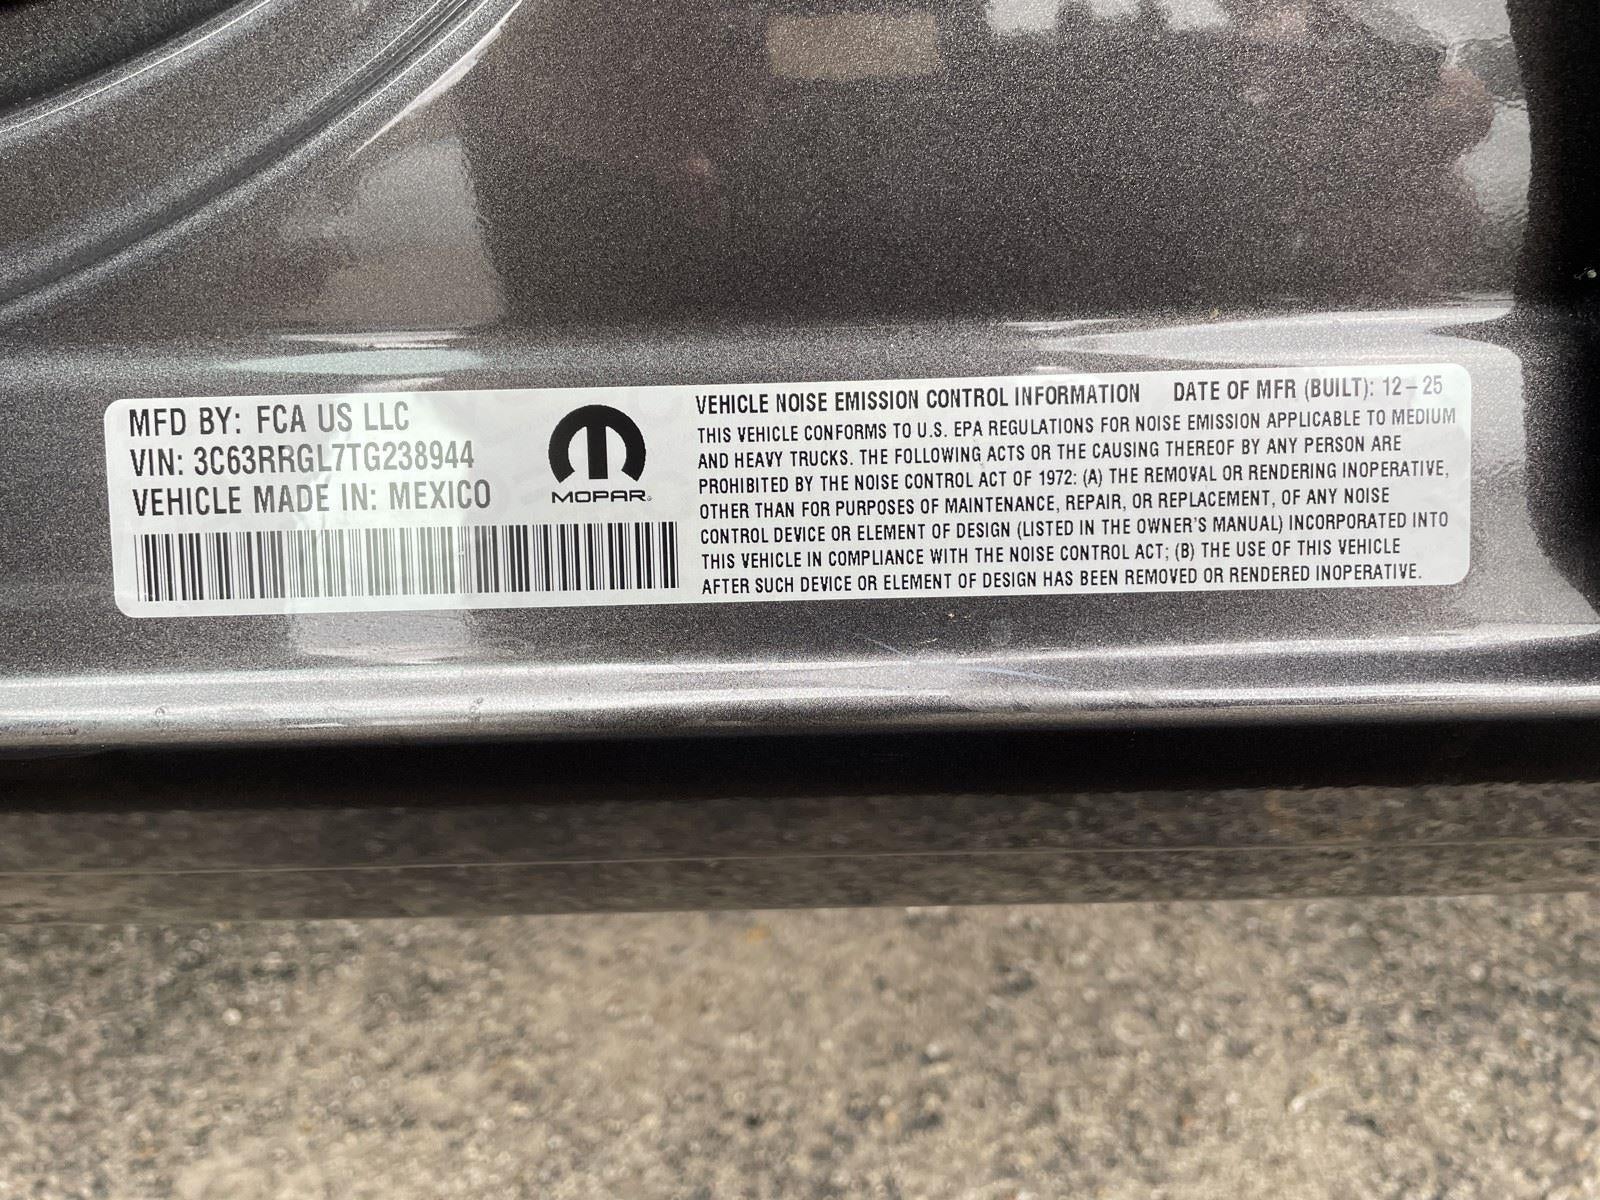 MFD BY: FCA US LLC
VIN: 3C63RRGL7TG238944
VEHICLE MADE IN: MEXICO
MOPAR®
VEHICLE NOISE EMISSION CONTROL INFORMATION DATE OF MFR (BUILT): 12-25
THIS VEHICLE CONFORMS TO U.S. EPA REGULATIONS FOR NOISE EMISSION APPLICABLE TO MEDIUM
AND HEAVY TRUCKS. THE FOLLOWING ACTS OR THE CAUSING THEREOF BY ANY PERSON ARE
PROHIBITED BY THE NOISE CONTROL ACT OF 1972: (A) THE REMOVAL OR RENDERING INOPERATIVE,
OTHER THAN FOR PURPOSES OF MAINTENANCE, REPAIR, OR REPLACEMENT, OF ANY NOISE
CONTROL DEVICE OR ELEMENT OF DESIGN (LISTED IN THE OWNER'S MANUAL) INCORPORATED INTO
THIS VEHICLE IN COMPLIANCE WITH THE NOISE CONTROL ACT; (B) THE USE OF THIS VEHICLE
AFTER SUCH DEVICE OR ELEMENT OF DESIGN HAS BEEN REMOVED OR RENDERED INOPERATIVE.